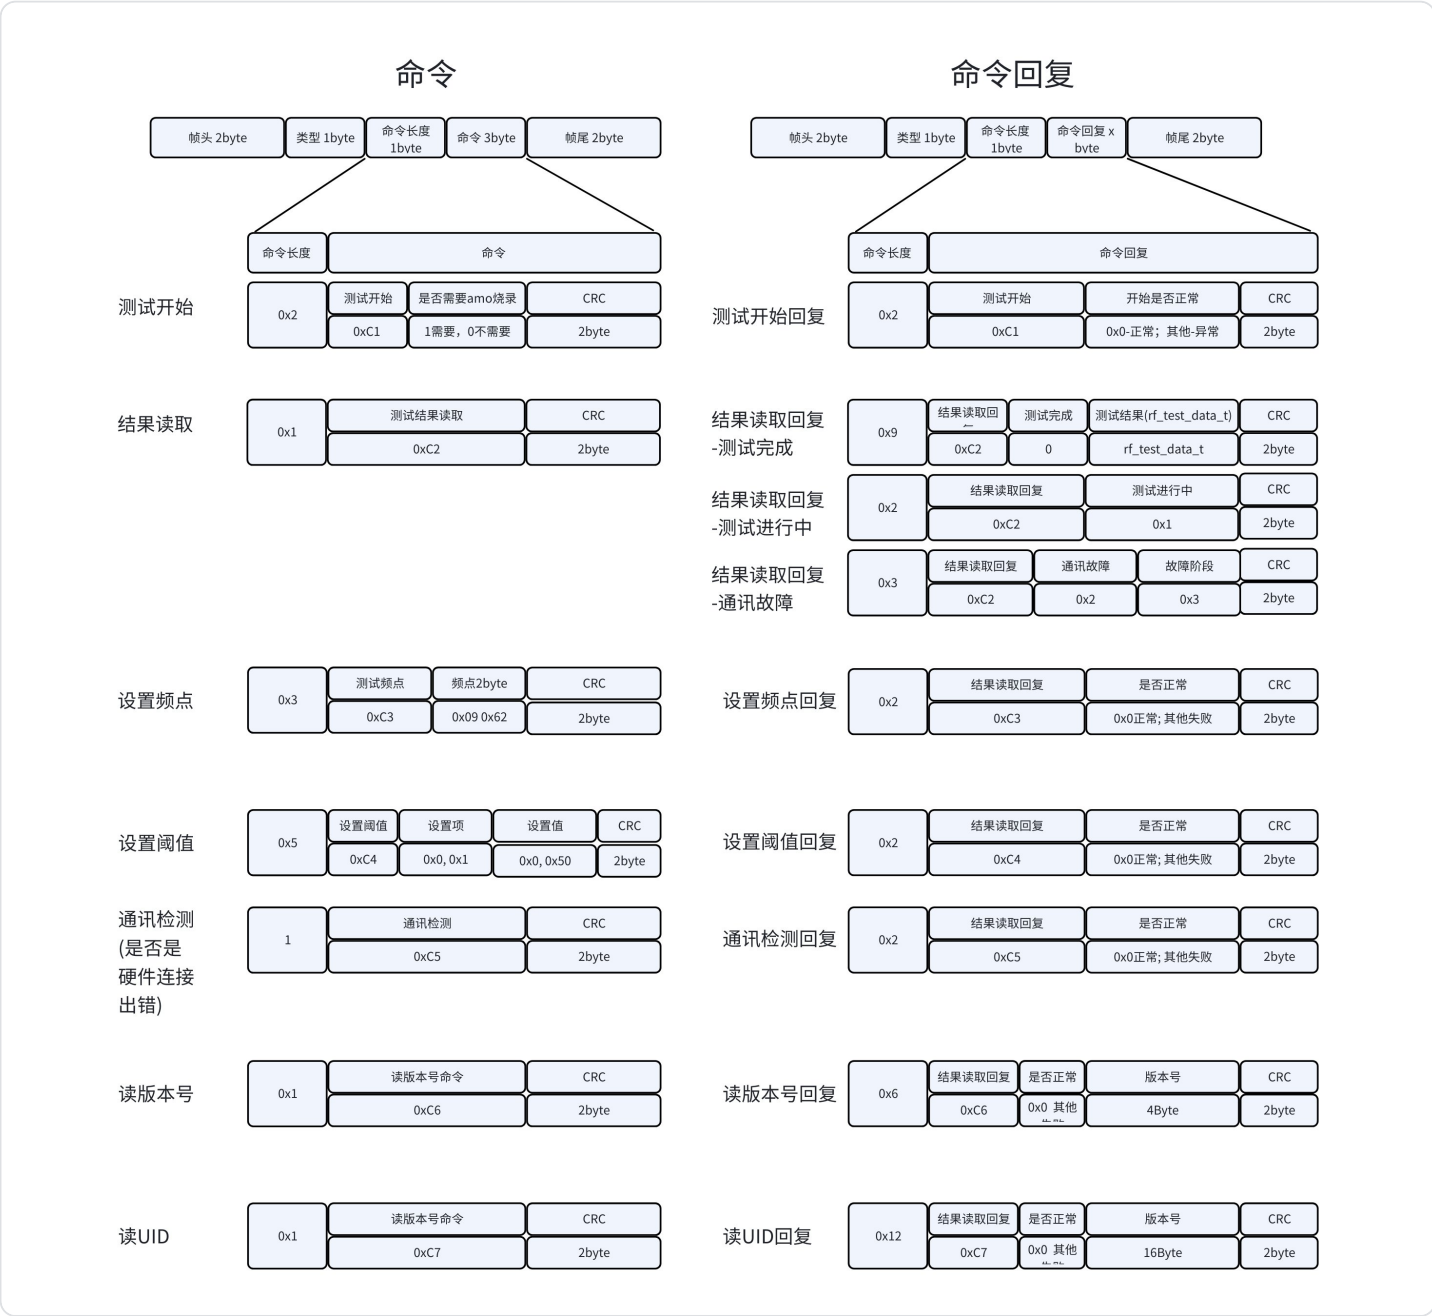 命令
命令回复
帧头 2byte
类型 1byte
命令长度
1byte
命令 3byte
帧尾 2byte
帧头 2byte
类型 1byte
命令长度
1byte
命令回复 x
byte
帧尾 2byte
命令长度
命令
命令长度
命令回复
测试开始
0x2
测试开始
是否需要amo烧录
CRC
0xC1
1需要，0不需要
2byte
测试开始回复
0x2
测试开始
开始是否正常
CRC
0xC1
0x0-正常；其他-异常
2byte
结果读取
0x1
测试结果读取
CRC
0xC2
2byte
结果读取回复
-测试完成
0x9
结果读取回
测试完成
测试结果(rf_test_data_t)
CRC
0xC2
0
rf_test_data_t
2byte
结果读取回复
-测试进行中
0x2
结果读取回复
测试进行中
CRC
0xC2
0x1
2byte
结果读取回复
-通讯故障
0x3
结果读取回复
通讯故障
故障阶段
CRC
0xC2
0x2
0x3
2byte
设置频点
0x3
测试频点
频点2byte
CRC
0xC3
0x09 0x62
2byte
设置频点回复
0x2
结果读取回复
是否正常
CRC
0xC3
0x0正常; 其他失败
2byte
设置阈值
0x5
设置阈值
设置项
设置值
CRC
0xC4
0x0, 0x1
0x0, 0x50
2byte
设置阈值回复
0x2
结果读取回复
是否正常
CRC
0xC4
0x0正常; 其他失败
2byte
通讯检测
(是否是
硬件连接
出错)
1
通讯检测
CRC
0xC5
2byte
通讯检测回复
0x2
结果读取回复
是否正常
CRC
0xC5
0x0正常; 其他失败
2byte
读版本号
0x1
读版本号命令
CRC
0xC6
2byte
读版本号回复
0x6
结果读取回复
是否正常
版本号
CRC
0xC6
0x0 其他
4Byte
2byte
读UID
0x1
读版本号命令
CRC
0xC7
2byte
读UID回复
0x12
结果读取回复
是否正常
版本号
CRC
0xC7
0x0 其他
16Byte
2byte